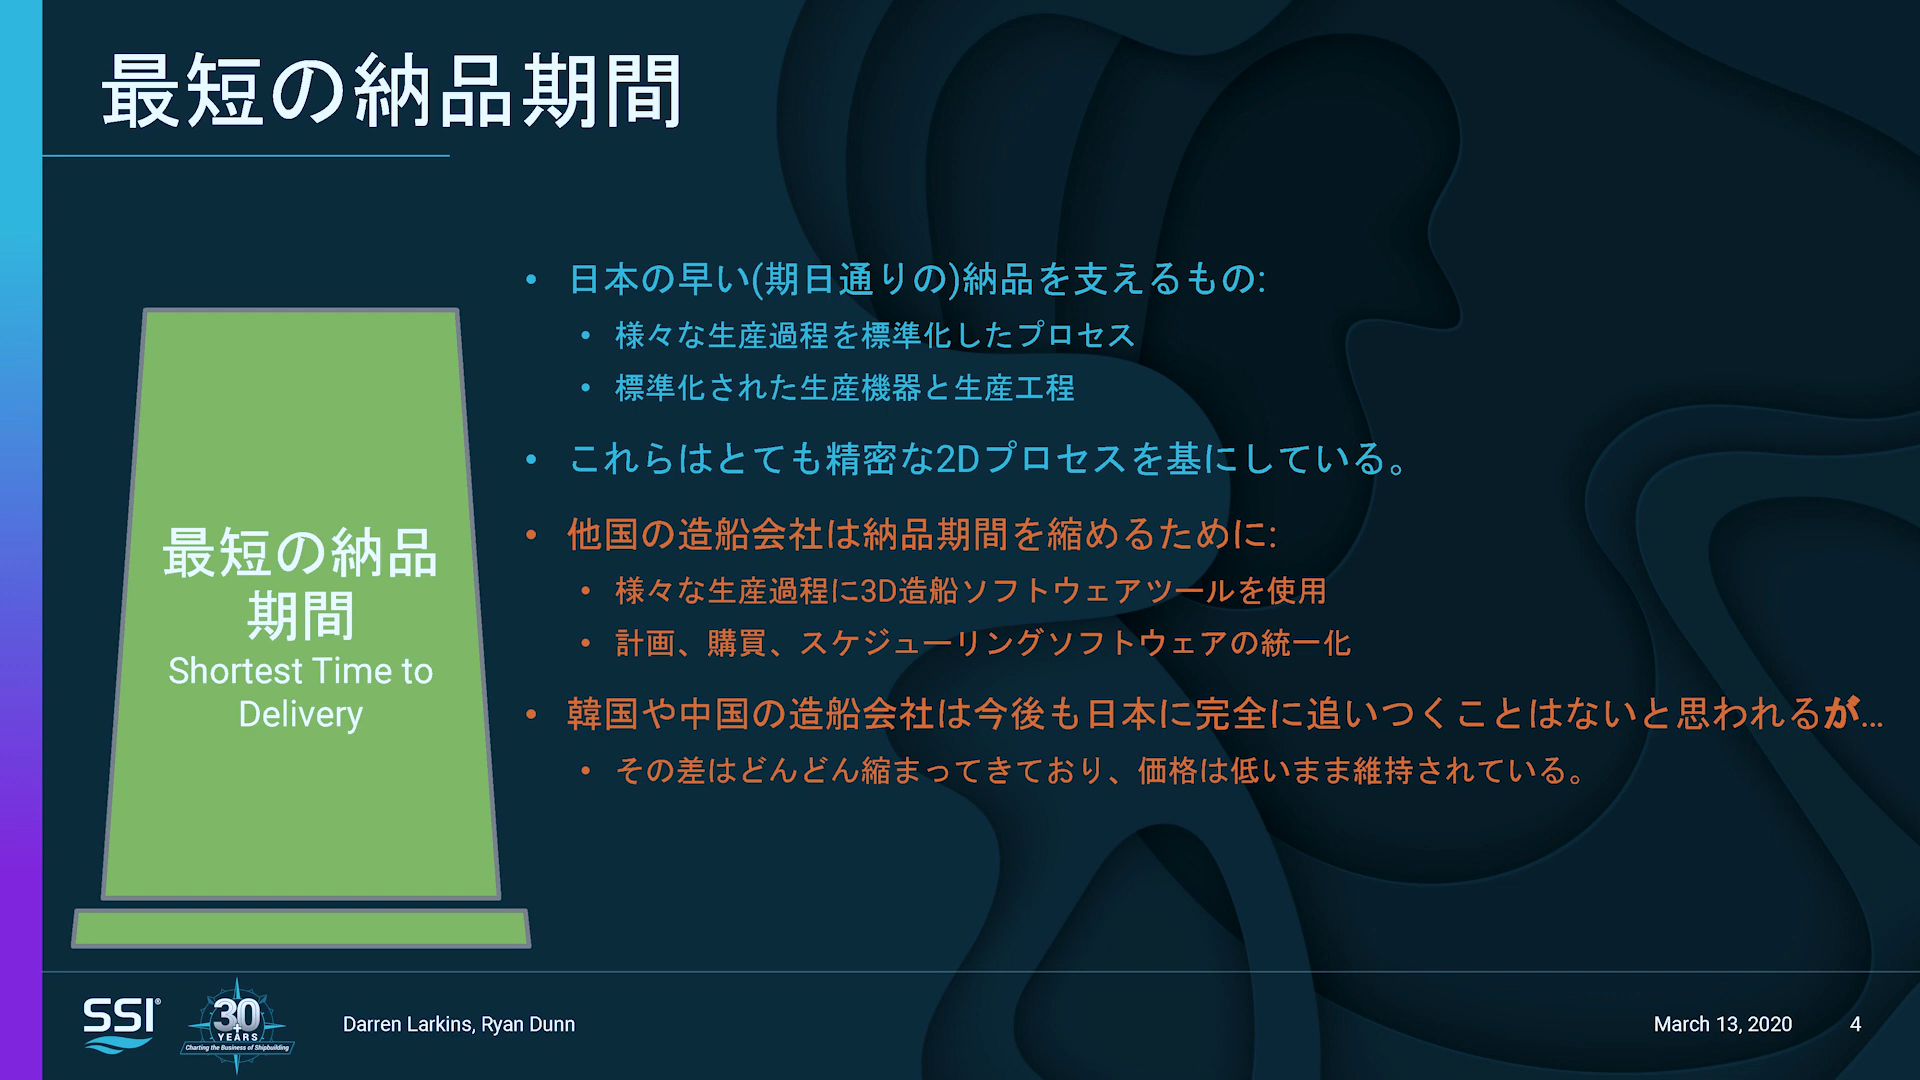 最短の納品期間
最短の納品
期間
Shortest Time to
Delivery
• 日本の早い(期日通りの)納品を支えるもの:
• 様々な生産過程を標準化したプロセス
• 標準化された生産機器と生産工程
• これらはとても精密な2Dプロセスを基にしている。
• 他国の造船会社は納品期間を縮めるために:
• 様々な生産過程に3D造船ソフトウェアツールを使用
• 計画、購買、スケジューリングソフトウェアの統一化
• 韓国や中国の造船会社は今後も日本に完全に追いつくことはないと思われるが...
• その差はどんどん縮まってきており、価格は低いまま維持されている。
SSI®
30+
YEARS
Charting the Business of Shipbuilding
Darren Larkins, Ryan Dunn
March 13, 2020
4